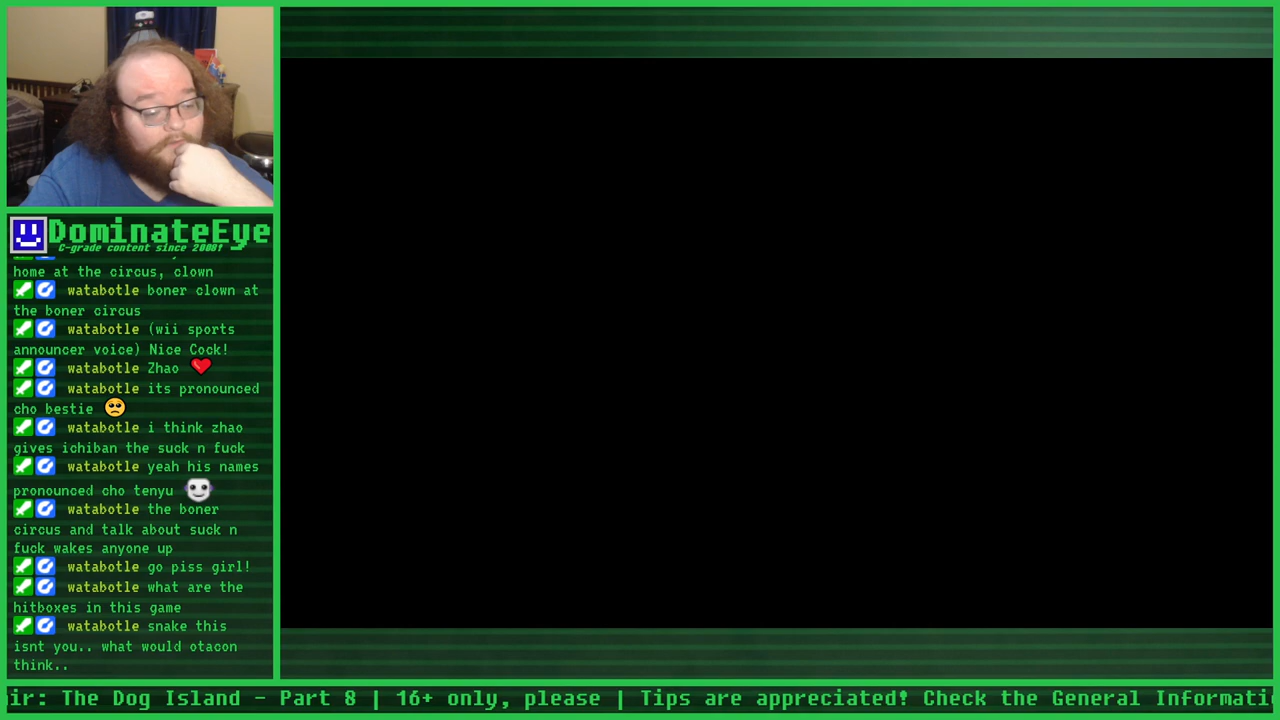 DominateEye
C-grade content since 2008!
home at the circus, clown
watabotle boner clown at
the boner circus
watabotle (wii sports
announcer voice) Nice Cock!
watabotle Zhao
watabotle its pronounced
cho bestie
watabotle i think zhao
gives ichiban the suck n fuck
watabotle yeah his names
pronounced cho tenyu
watabotle the boner
circus and talk about suck n
fuck wakes anyone up
watabotle go piss girl!
watabotle what are the
hitboxes in this game
watabotle snake this
isnt you.. what would otacon
think..
ir: The Dog Island - Part 8 | 16+ only, please | Tips are appreciated! Check the General Informati